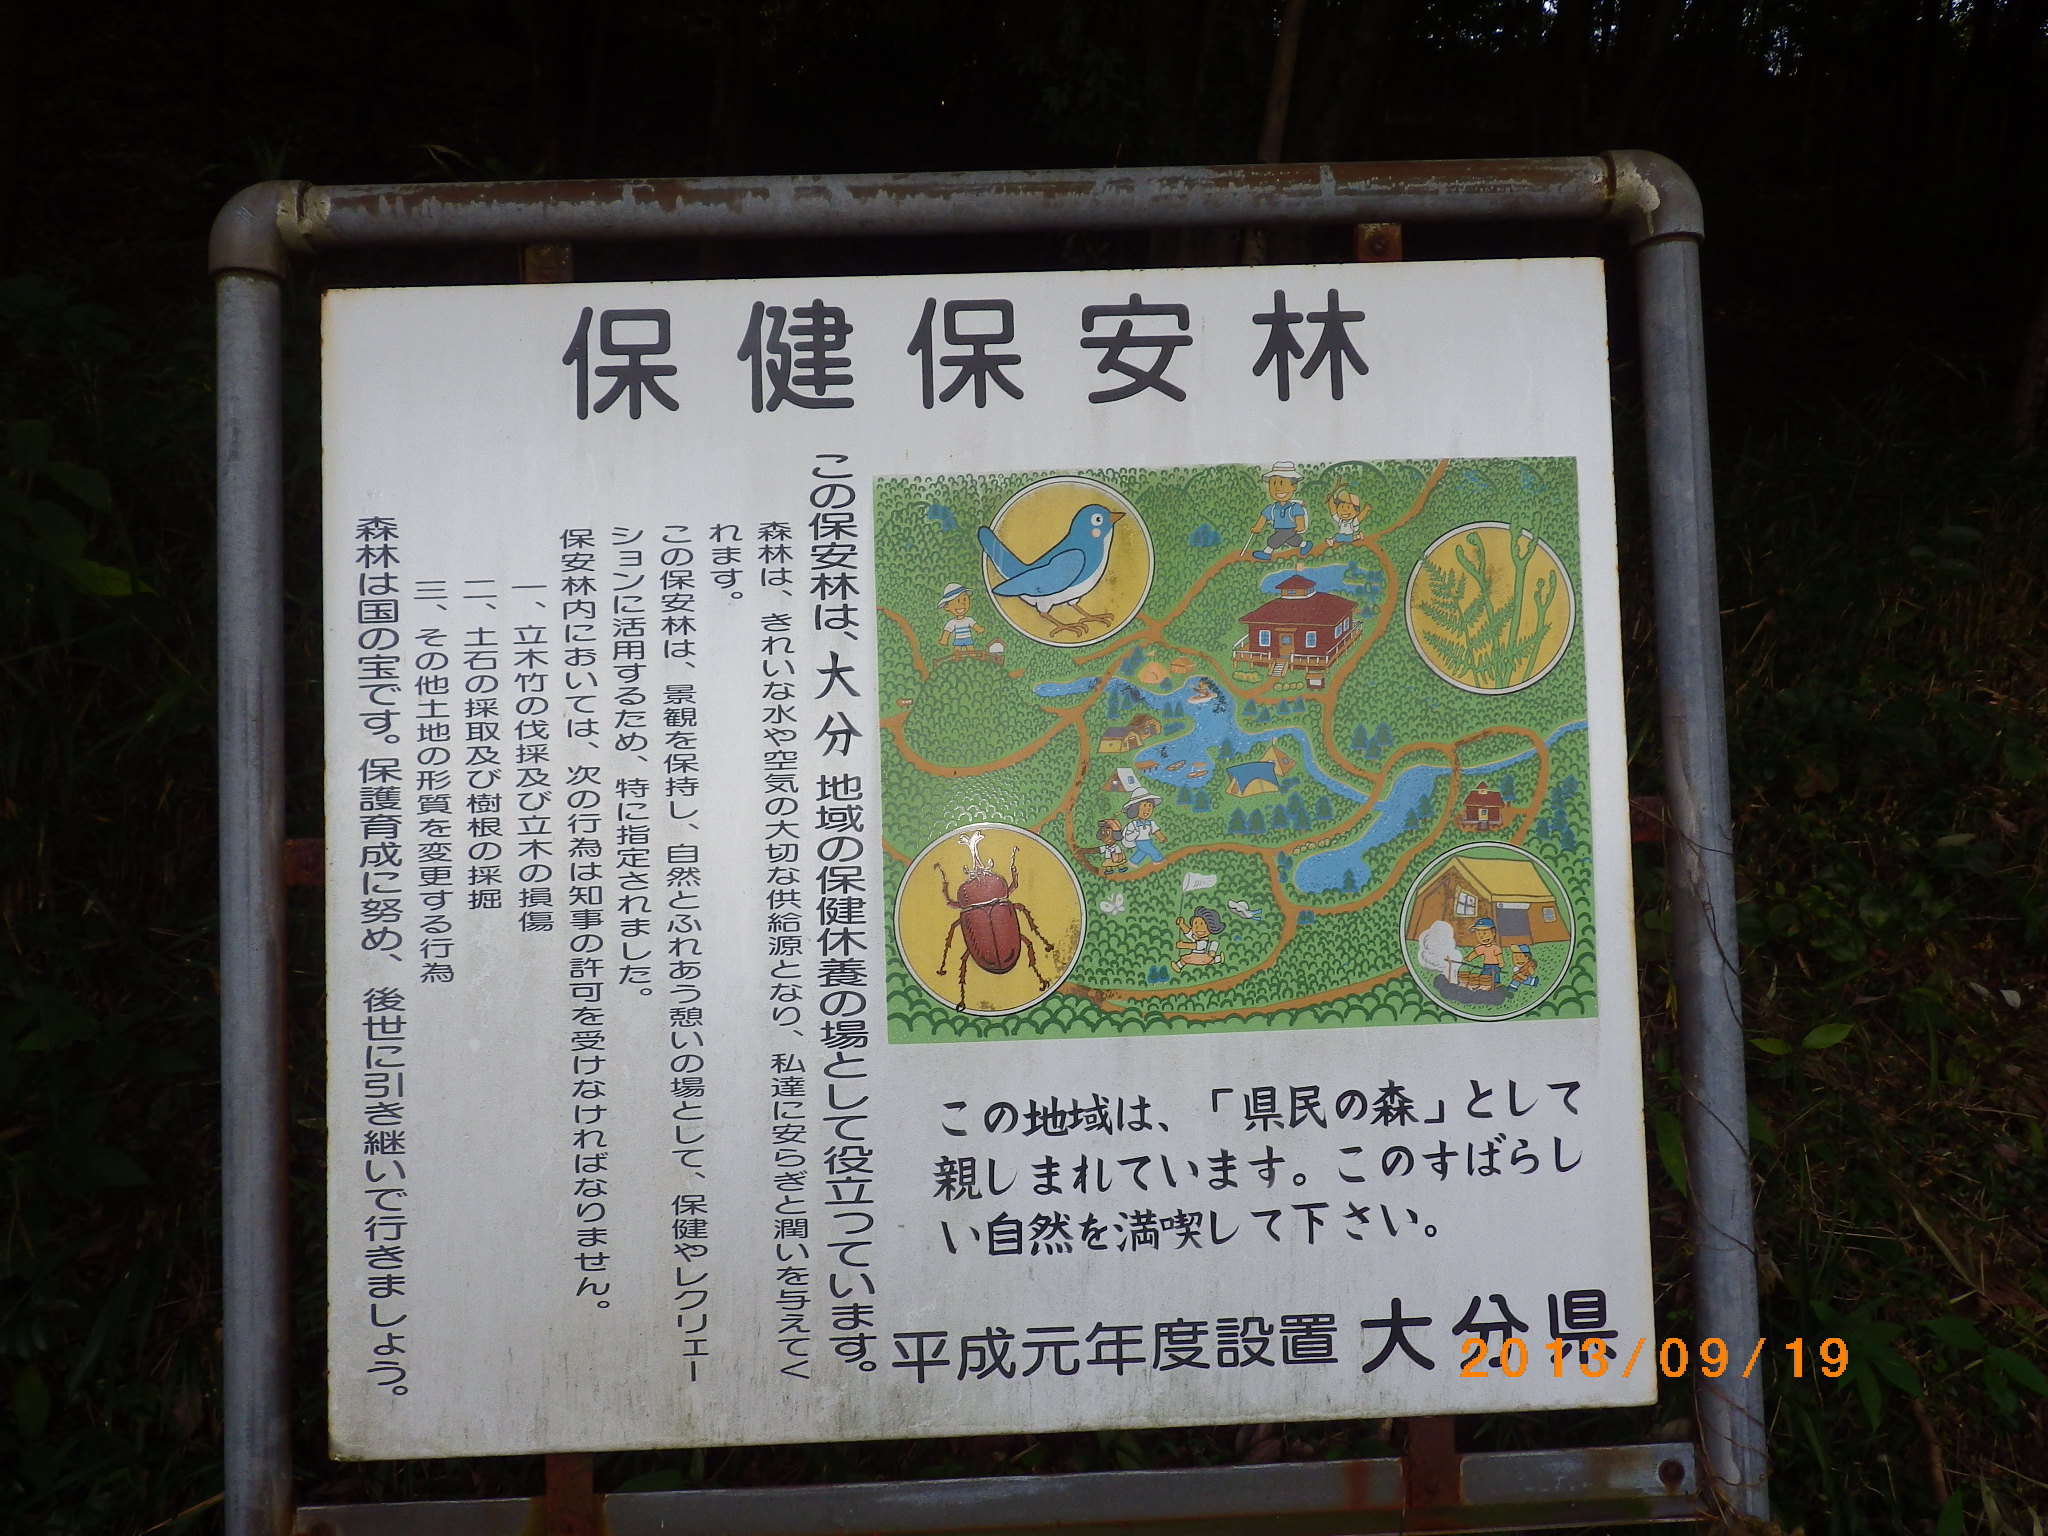 保健保安林
この保安林は、大分地域の保健休養の場として役立っています。
森林は、きれいな水や空気の大切な供給源となり、私達に安らぎと潤いを与えてく
れます。
この保安林は、景観を保持し、自然とふれあう憩いの場として、保健やレクリエー
ションに活用するため、特に指定されました。
保安林内においては、次の行為は知事の許可を受けなければなりません。
一、立木竹の伐採及び立木の損傷
二、土石の採取及び樹根の採掘
三、その他土地の形質を変更する行為
森林は国の宝です。保護育成に努め、後世に引き継いで行きましょう。
この地域は、「県民の森」として
親しまれています。このすばらし
い自然を満喫して下さい。
平成元年度設置 大分県
2013/09/19